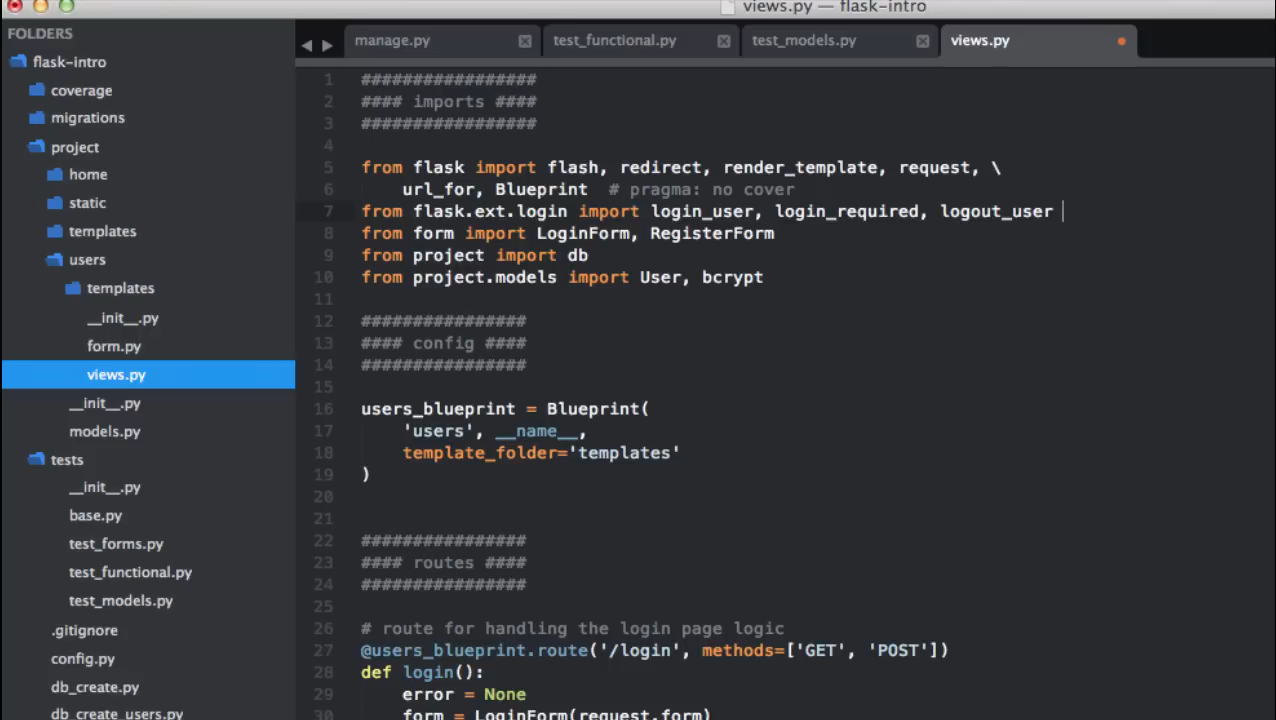 views.py — flask-intro
FOLDERS
flask-intro
coverage
migrations
project
home
static
templates
users
templates
__init__.py
form.py
views.py
__init__.py
models.py
tests
__init__.py
base.py
test_forms.py
test_functional.py
test_models.py
.gitignore
config.py
db_create.py
db_create_users.py
manage.py test_functional.py test_models.py views.py
1 #################
2 #### imports ####
3 #################
4
5 from flask import flash, redirect, render_template, request, \
6     url_for, Blueprint  # pragma: no cover
7 from flask.ext.login import login_user, login_required, logout_user
8 from form import LoginForm, RegisterForm
9 from project import db
10 from project.models import User, bcrypt
11
12 ################
13 #### config ####
14 ################
15
16 users_blueprint = Blueprint(
17     'users', __name__,
18     template_folder='templates'
19 )
20
21
22 ################
23 #### routes ####
24 ################
25
26 # route for handling the login page logic
27 @users_blueprint.route('/login', methods=['GET', 'POST'])
28 def login():
29     error = None
30     form = LoginForm(request.form)